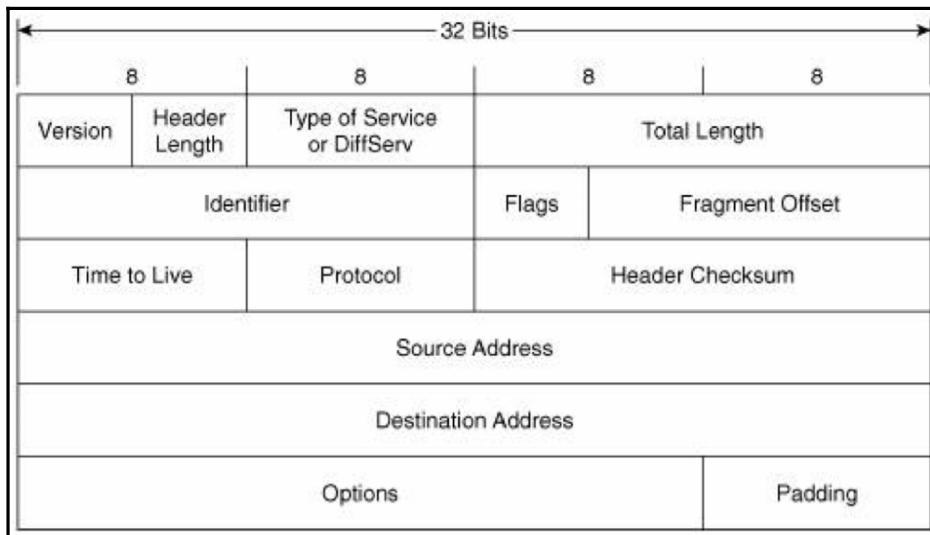 32 Bits
8 8 8 8
Version Header Length Type of Service or DiffServ Total Length
Identifier Flags Fragment Offset
Time to Live Protocol Header Checksum
Source Address
Destination Address
Options Padding